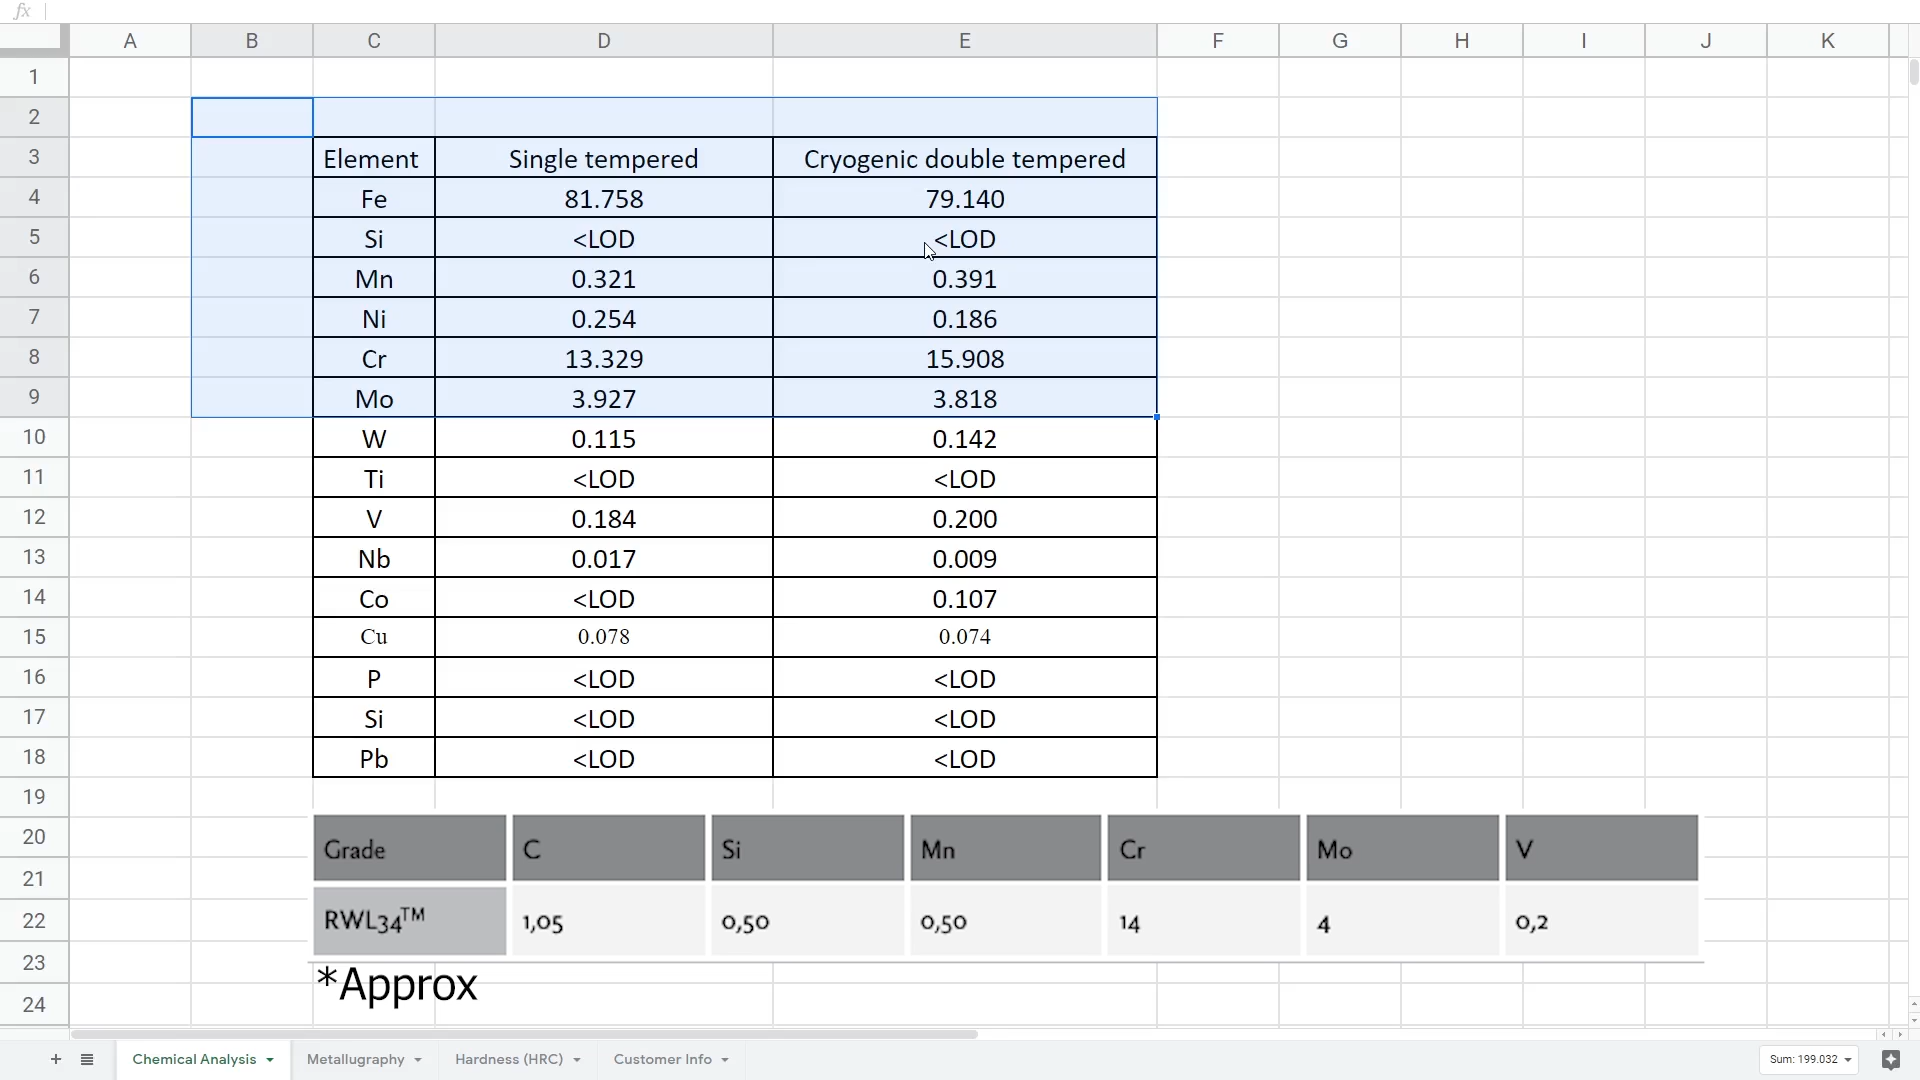 fx
A B C D E F G H I J K
1
2
3 Element Single tempered Cryogenic double tempered
4 Fe 81.758 79.140
5 Si <LOD <LOD
6 Mn 0.321 0.391
7 Ni 0.254 0.186
8 Cr 13.329 15.908
9 Mo 3.927 3.818
10 W 0.115 0.142
11 Ti <LOD <LOD
12 V 0.184 0.200
13 Nb 0.017 0.009
14 Co <LOD 0.107
15 Cu 0.078 0.074
16 P <LOD <LOD
17 Si <LOD <LOD
18 Pb <LOD <LOD
19
20 Grade C Si Mn Cr Mo V
21
22 RWL34™ 1,05 0,50 0,50 14 4 0,2
23
*Approx
24
+ Chemical Analysis Metallugraphy Hardness (HRC) Customer Info Sum: 199.032